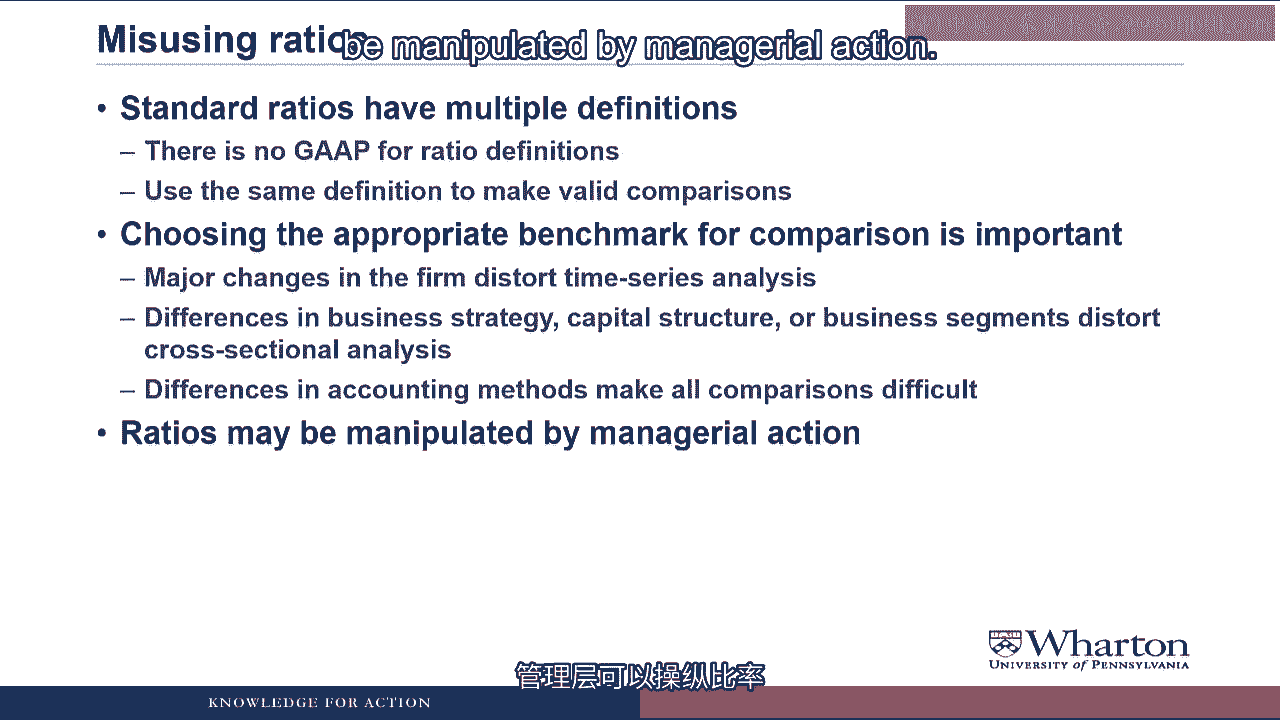 Misusing ratios
be manipulated by managerial action.
• Standard ratios have multiple definitions
– There is no GAAP for ratio definitions
– Use the same definition to make valid comparisons
• Choosing the appropriate benchmark for comparison is important
– Major changes in the firm distort time-series analysis
– Differences in business strategy, capital structure, or business segments distort
cross-sectional analysis
– Differences in accounting methods make all comparisons difficult
• Ratios may be manipulated by managerial action
Wharton
UNIVERSITY of PENNSYLVANIA
管理层可以操纵比率
KNOWLEDGE FOR ACTION